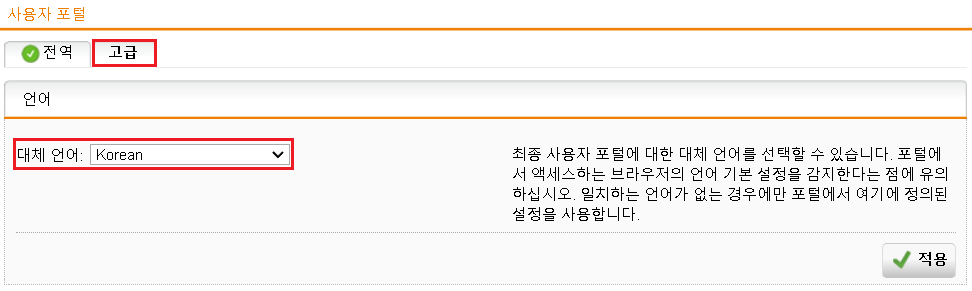 사용자 포털
전역
고급
언어
대체 언어: Korean
최종 사용자 포털에 대한 대체 언어를 선택할 수 있습니다. 포털에
서 액세스하는 브라우저의 언어 기본 설정을 감지한다는 점에 유의
하십시오. 일치하는 언어가 없는 경우에만 포털에서 여기에 정의된
설정을 사용합니다.
적용